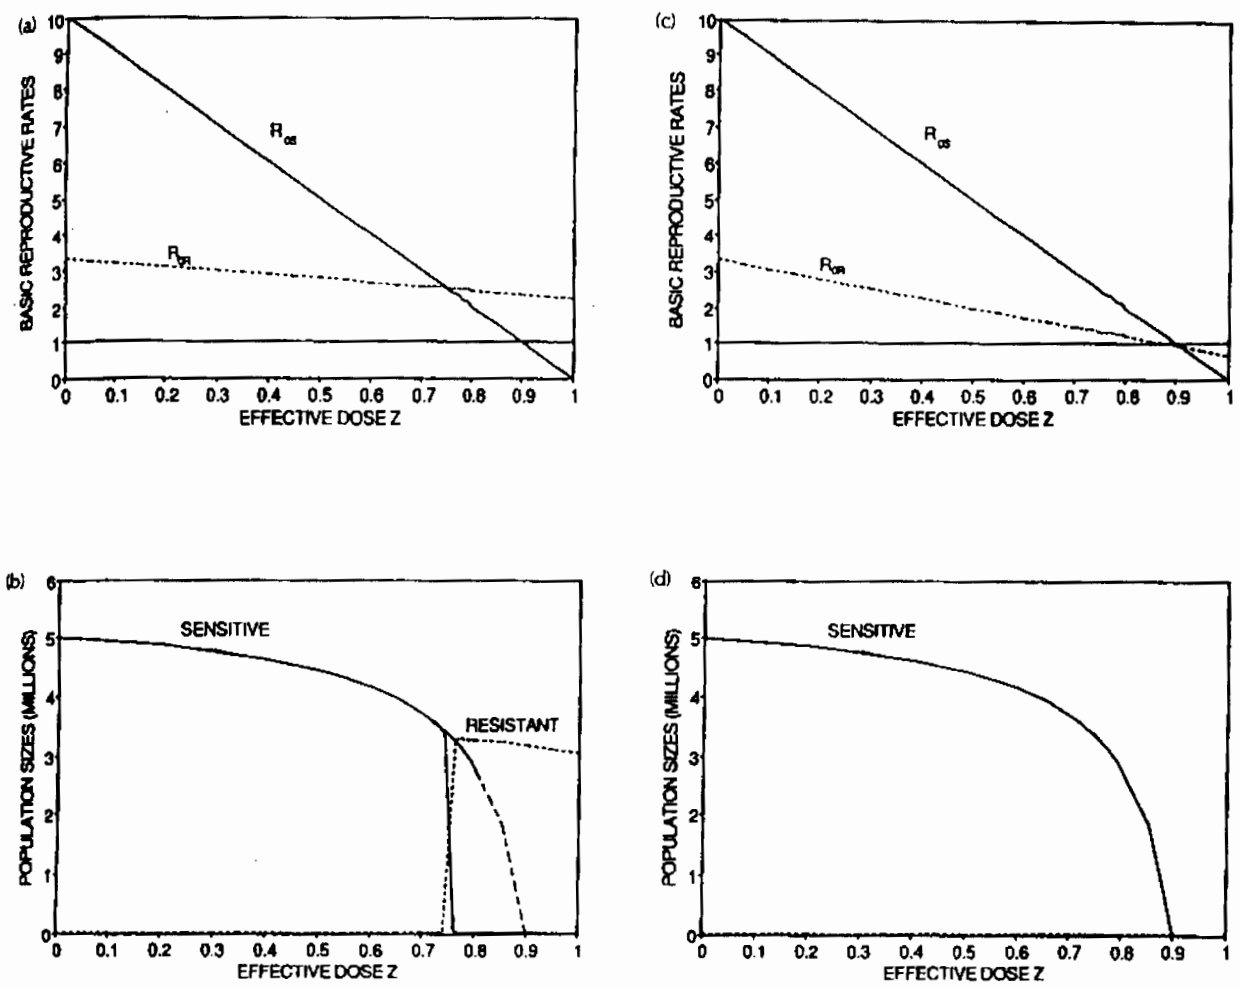 (a)
BASIC REPRODUCTIVE RATES
10
9
8
7
6
5
4
3
2
1
0
R0S
R0R
0 0.1 0.2 0.3 0.4 0.5 0.6 0.7 0.8 0.9 1
EFFECTIVE DOSE Z
(c)
BASIC REPRODUCTIVE RATES
10
9
8
7
6
5
4
3
2
1
0
R0S
R0R
0 0.1 0.2 0.3 0.4 0.5 0.6 0.7 0.8 0.9 1
EFFECTIVE DOSE Z
(b)
POPULATION SIZES (MILLIONS)
6
5
4
3
2
1
0
SENSITIVE
RESISTANT
0 0.1 0.2 0.3 0.4 0.5 0.6 0.7 0.8 0.9 1
EFFECTIVE DOSE Z
(d)
POPULATION SIZES (MILLIONS)
6
5
4
3
2
1
0
SENSITIVE
0 0.1 0.2 0.3 0.4 0.5 0.6 0.7 0.8 0.9 1
EFFECTIVE DOSE Z